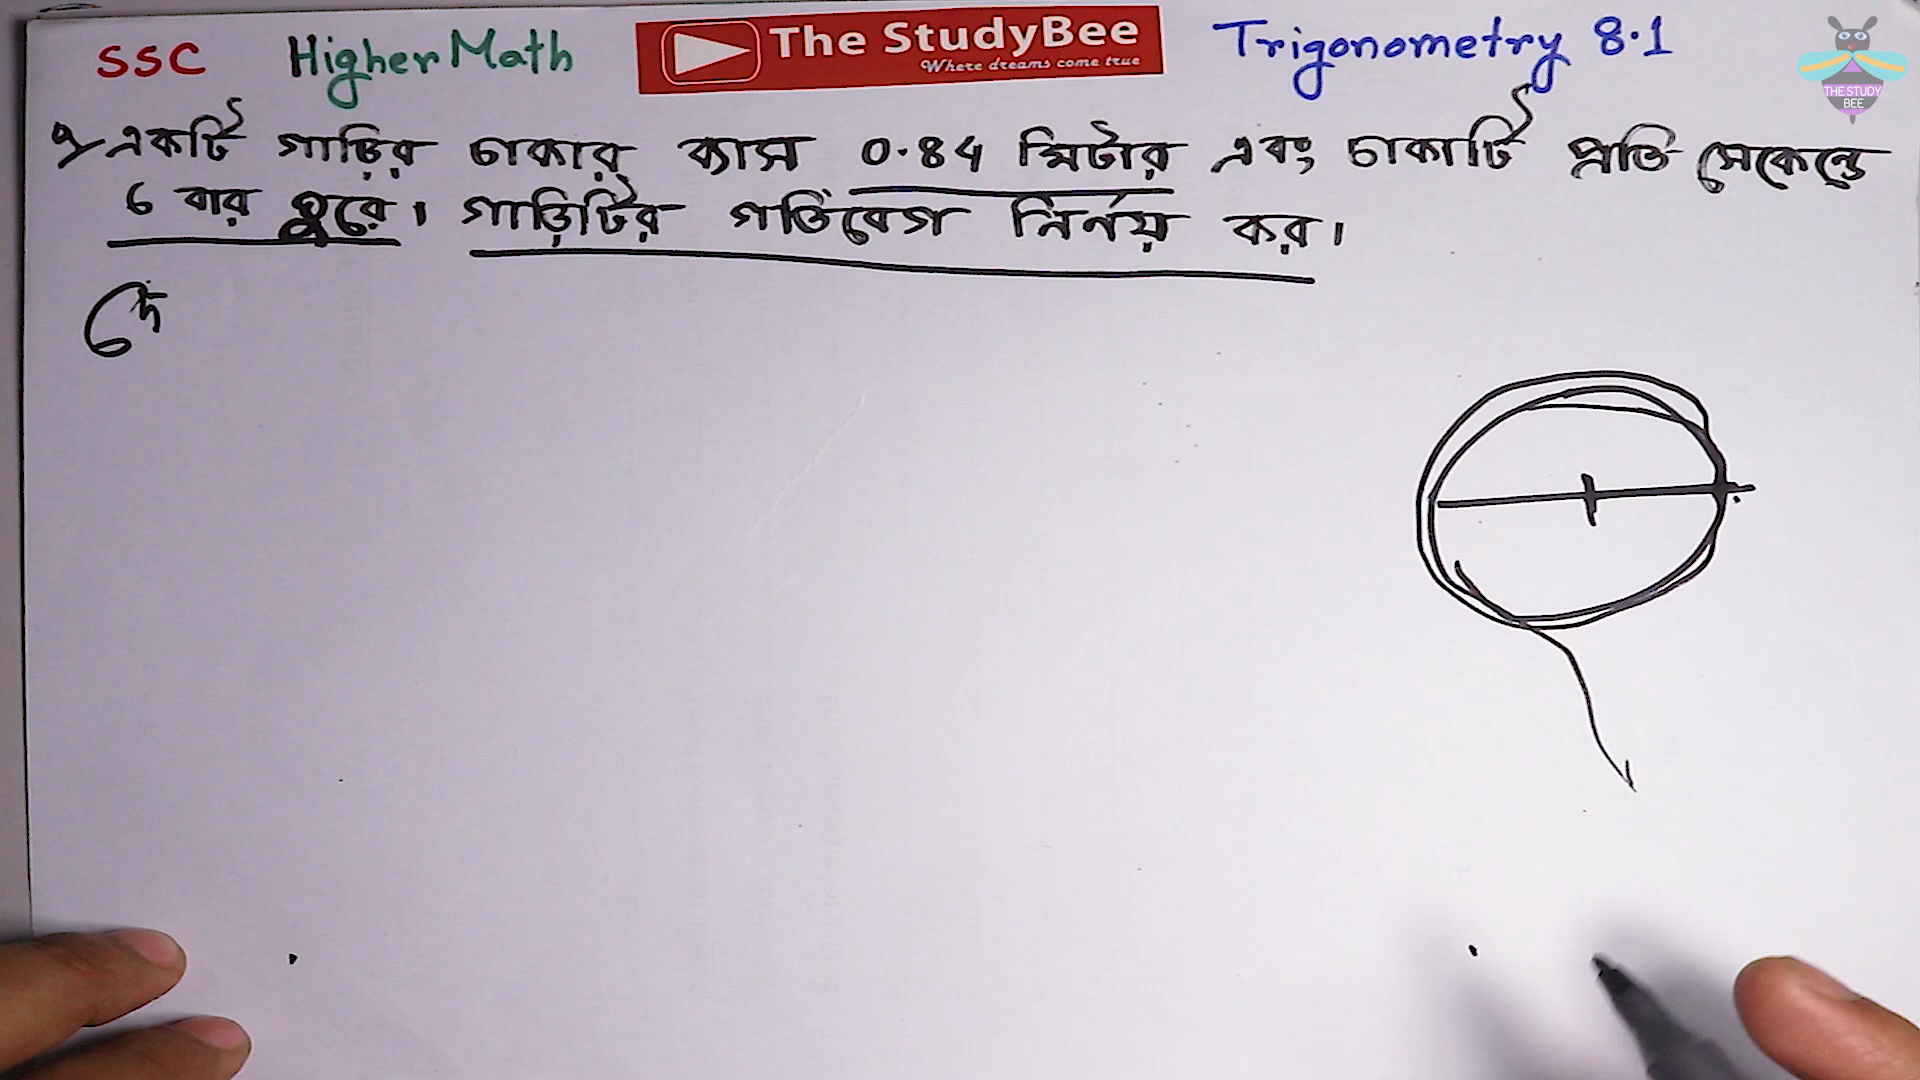 SSC Higher Math The StudyBee Trigonometry 8.1
Where dreams come true
THE STUDY
BEE
৭> একটি গাড়ির চাকার ব্যাস 0.84 মিটার এবং চাকাটি প্রতি সেকেন্ডে
6 বার ঘুরে। গাড়িটির গতিবেগ নির্নয় কর।